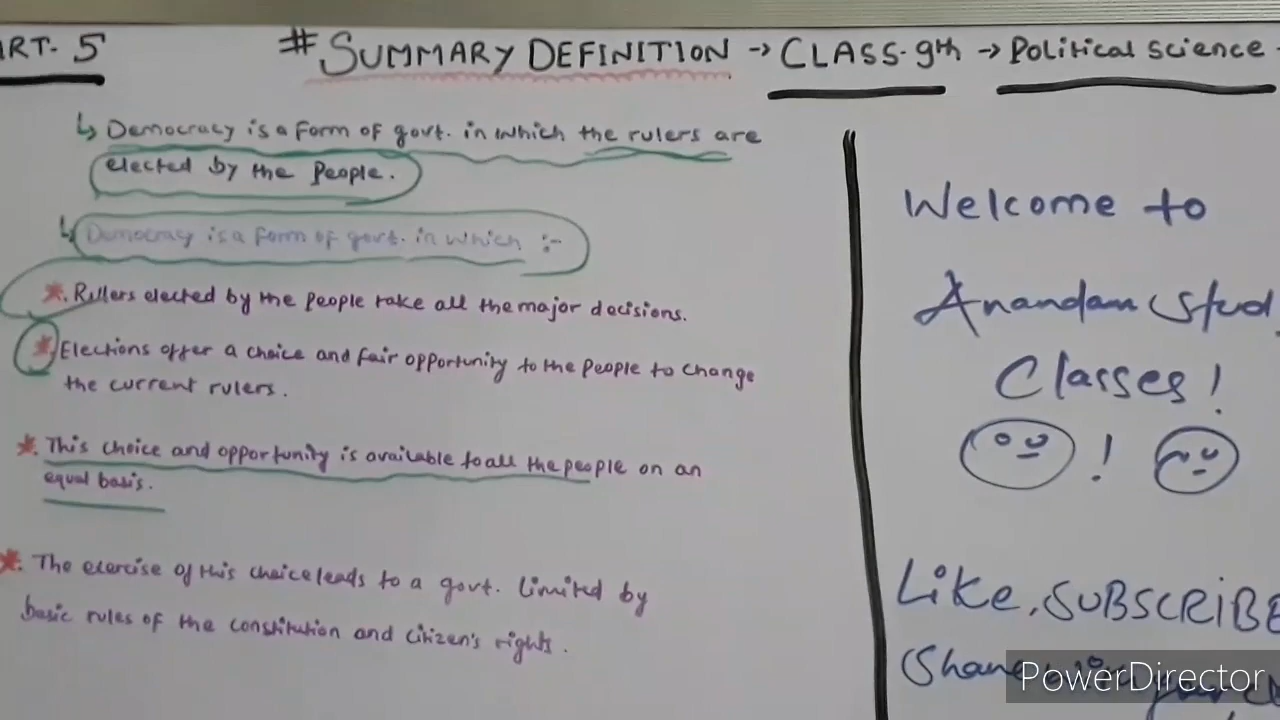 ART. 5
# SUMMARY DEFINITION → CLASS. 9th → Political science -
↳ Democracy is a form of govt. in which the rulers are
elected by the people.
↳ Democracy is a form of govt. in which :-
*. Rulers elected by the people take all the major decisions.
*. Elections offer a choice and fair opportunity to the people to change
the current rulers.
*. This choice and opportunity is available to all the people on an
equal basis.
*. The exercise of this choice leads to a govt. limited by
basic rules of the constitution and citizen's rights.
Welcome to
Anandam Stud
Classes!
!
Like, SUBSCRIBE
Share
PowerDirector